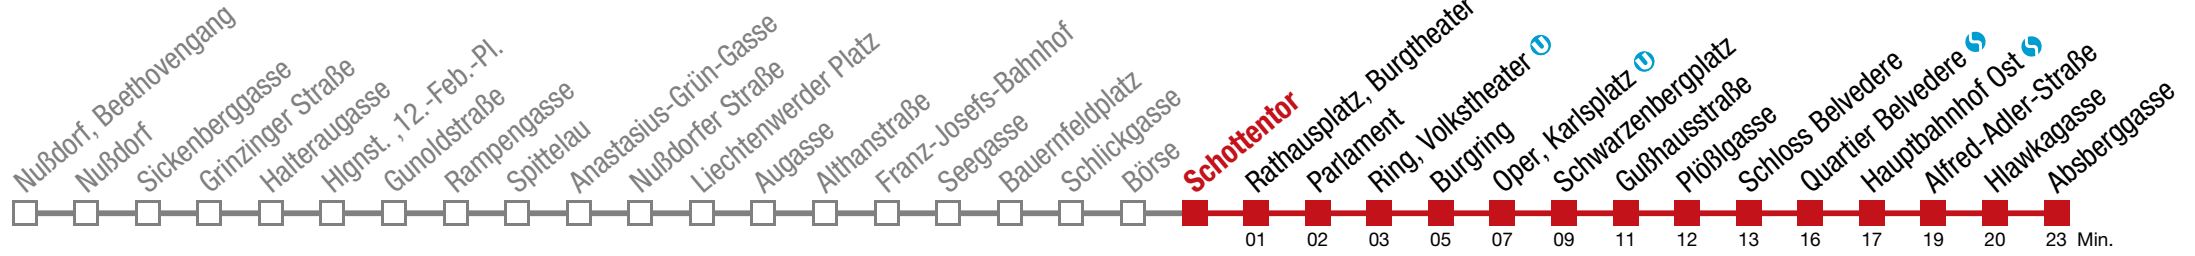 Nußdorf, Beethovengang
Nußdorf
Sickenberggasse
Grinzinger Straße
Halteraugasse
Hlgnst. ,12.-Feb.-Pl.
Gunoldstraße
Rampengasse
Spittelau
Anastasius-Grün-Gasse
Nußdorfer Straße
Liechtenwerder Platz
Augasse
Althanstraße
Franz-Josefs-Bahnhof
Seegasse
Bauernfeldplatz
Schlickgasse
Börse
Schottentor
Rathausplatz, Burgtheater
Parlament
Ring, Volkstheater U
Burgring
Oper, Karlsplatz U
Schwarzenbergplatz
Gußhausstraße
Plößlgasse
Schloss Belvedere
Quartier Belvedere S
Hauptbahnhof Ost S
Alfred-Adler-Straße
Hlawkagasse
Absberggasse
01 02 03 05 07 09 11 12 13 16 17 19 20 23 Min.